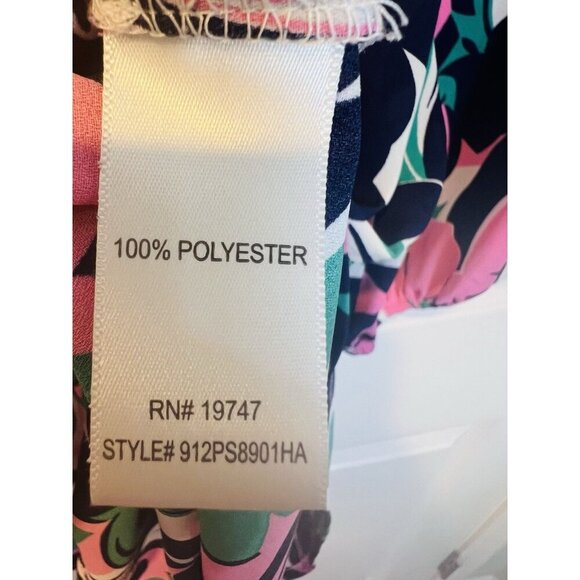 100% POLYESTER
RN# 19747
STYLE# 912PS8901HA